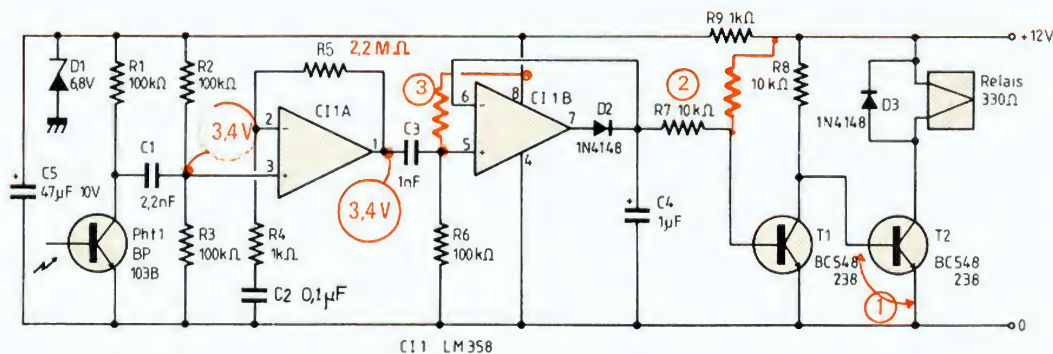 R9 1kΩ
+12V
R5 2,2MΩ
D1
6,8V
R1
100kΩ
R2
100kΩ
3
2
R8
10kΩ
Relais
330Ω
CI1A
6
8
CI1B
D2
7
R7 10kΩ
D3
1N4148
3,4V
2
1
C3
5
1N4148
3
4
C1
1nF
C5
47µF 10V
2,2nF
3,4V
C4
1µF
Pht1
BP
103B
R3
100kΩ
R4
1kΩ
R6
100kΩ
T1
BC548
238
T2
BC548
238
C2 0,1µF
1
0
CI1 LM358